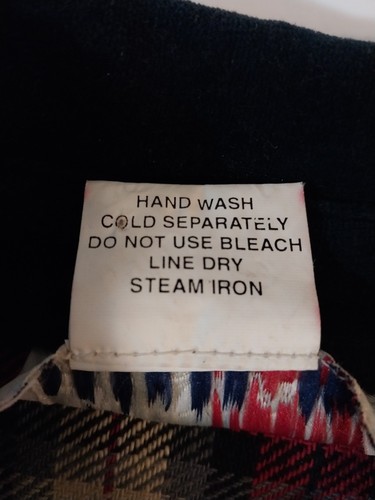 HAND WASH
COLD SEPARATELY
DO NOT USE BLEACH
LINE DRY
STEAM IRON